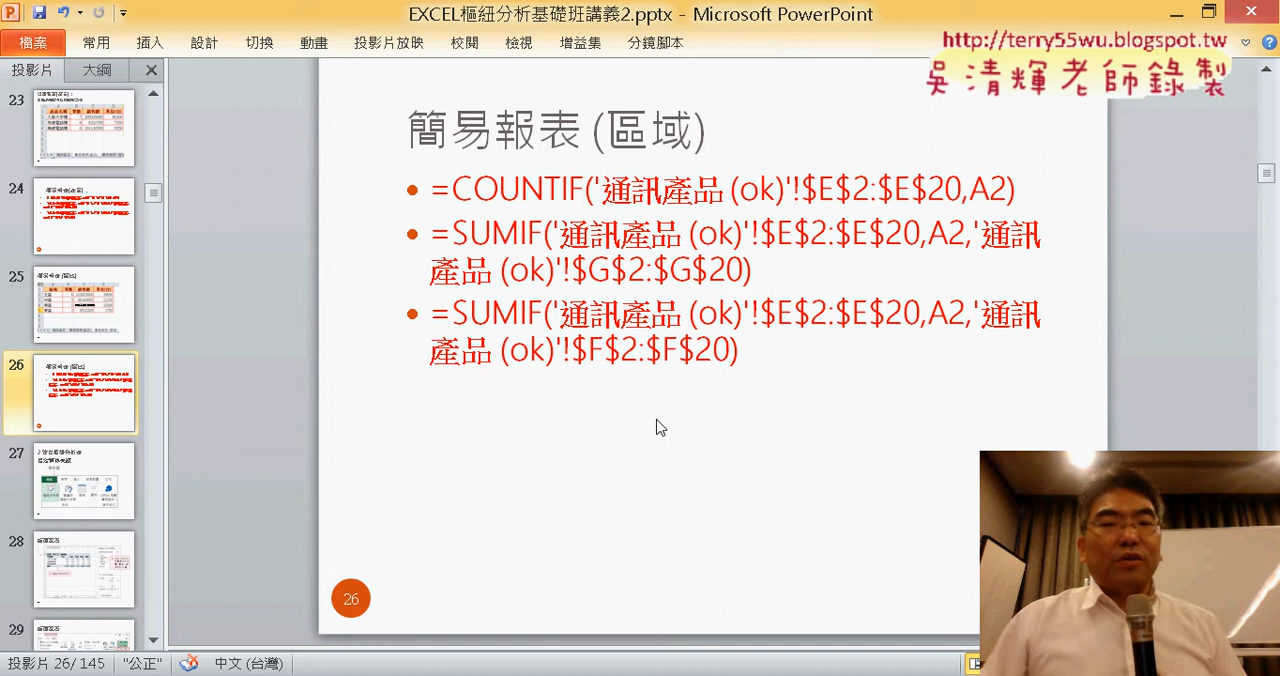 EXCEL樞紐分析基礎班講義2.pptx - Microsoft PowerPoint
檔案 常用 插入 設計 切換 動畫 投影片放映 校閱 檢視 增益集 分鏡腳本
http://terry55wu.blogspot.tw
吳清輝老師錄製
投影片 大綱
23
24
25
26
27
28
29
簡易報表 (區域)
=COUNTIF('通訊產品 (ok)'!$E$2:$E$20,A2)
=SUMIF('通訊產品 (ok)'!$E$2:$E$20,A2,'通訊
產品 (ok)'!$G$2:$G$20)
=SUMIF('通訊產品 (ok)'!$E$2:$E$20,A2,'通訊
產品 (ok)'!$F$2:$F$20)
26
投影片 26/ 145 "公正" 中文 (台灣)